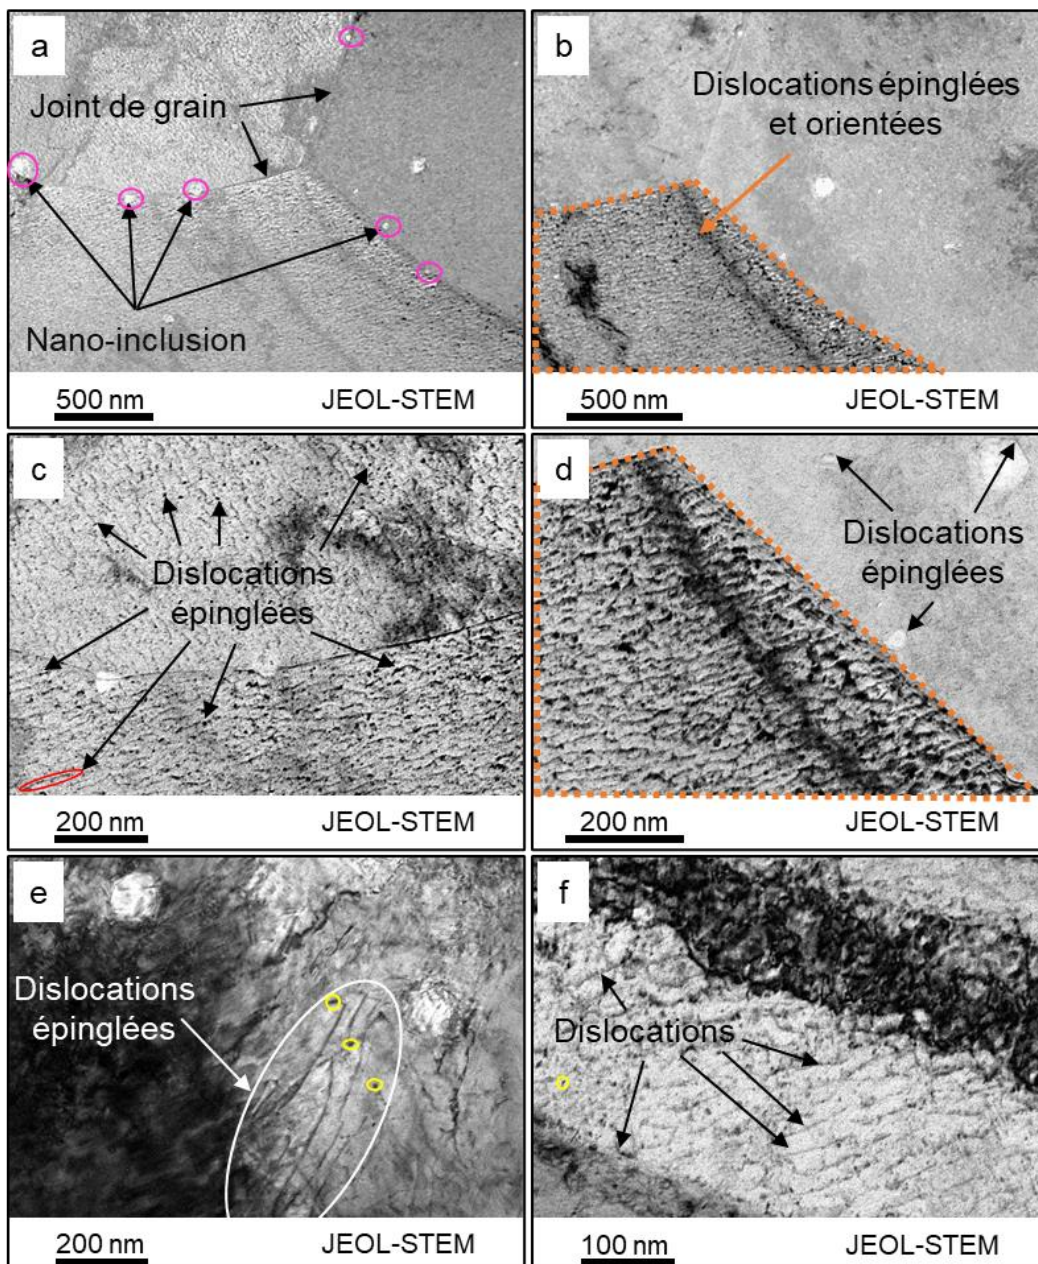 a
Joint de grain
Nano-inclusion
500 nm
JEOL-STEM
b
Dislocations épinglées
et orientées
500 nm
JEOL-STEM
c
Dislocations
épinglées
200 nm
JEOL-STEM
d
Dislocations
épinglées
200 nm
JEOL-STEM
e
Dislocations
épinglées
200 nm
JEOL-STEM
f
Dislocations
100 nm
JEOL-STEM